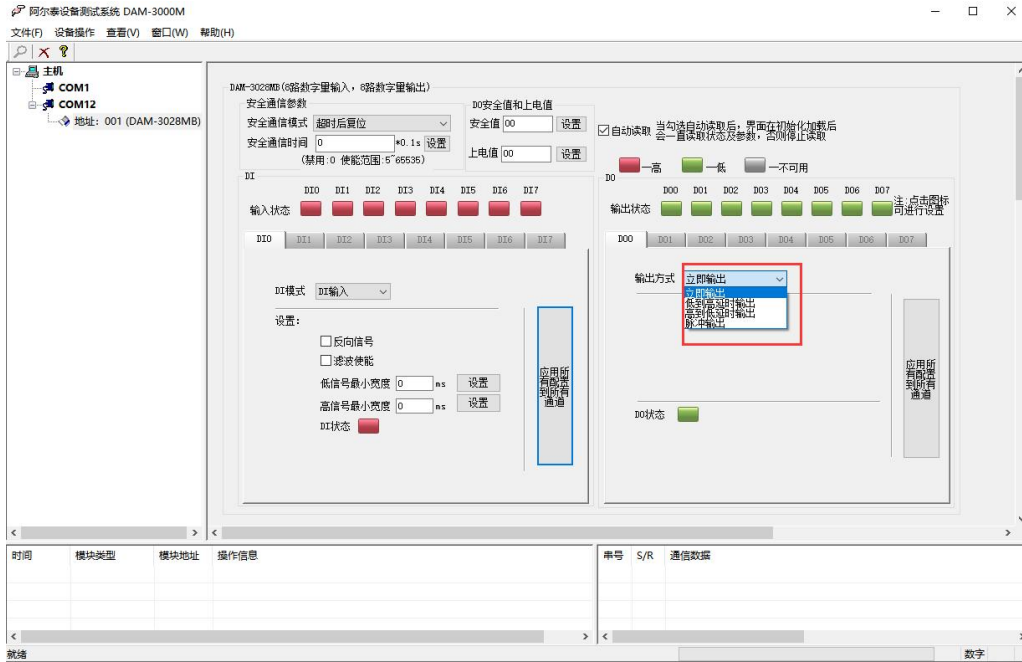 阿尔泰设备测试系统 DAM-3000M
文件(F) 设备操作 查看(V) 窗口(W) 帮助(H)
主机
COM1
COM12
地址: 001 (DAM-3028MB)
DAM-3028MB(8路数字里输入，8路数字里输出)
安全通信参数
安全通信模式 超时后复位
安全通信时间 0 *0.1s 设置
(禁用:0 使能范围:5~65535)
DO安全值和上电值
安全值 00 设置
上电值 00 设置
自动读取 当勾选自动读取后，界面在初始化加载后
会一直读取状态及参数，否则停止读取
—高 —低 —不可用
DI
DI0 DI1 DI2 DI3 DI4 DI5 DI6 DI7
输入状态
DI0 DI1 DI2 DI3 DI4 DI5 DI6 DI7
DI模式 DI输入
设置:
反向信号
滤波使能
低信号最小宽度 0 ms 设置
高信号最小宽度 0 ms 设置
DI状态
应用所
有配置
到所有
通道
DO
DO0 DO1 DO2 DO3 DO4 DO5 DO6 DO7
输出状态
注:点击图标
可进行设置
DO0 DO1 DO2 DO3 DO4 DO5 DO6 DO7
输出方式 立即输出
立即输出
低到高延时输出
高到低延时输出
脉冲输出
DO状态
应用所
有配置
到所有
通道
时间 模块类型 模块地址 操作信息
串号 S/R 通信数据
就绪
数字